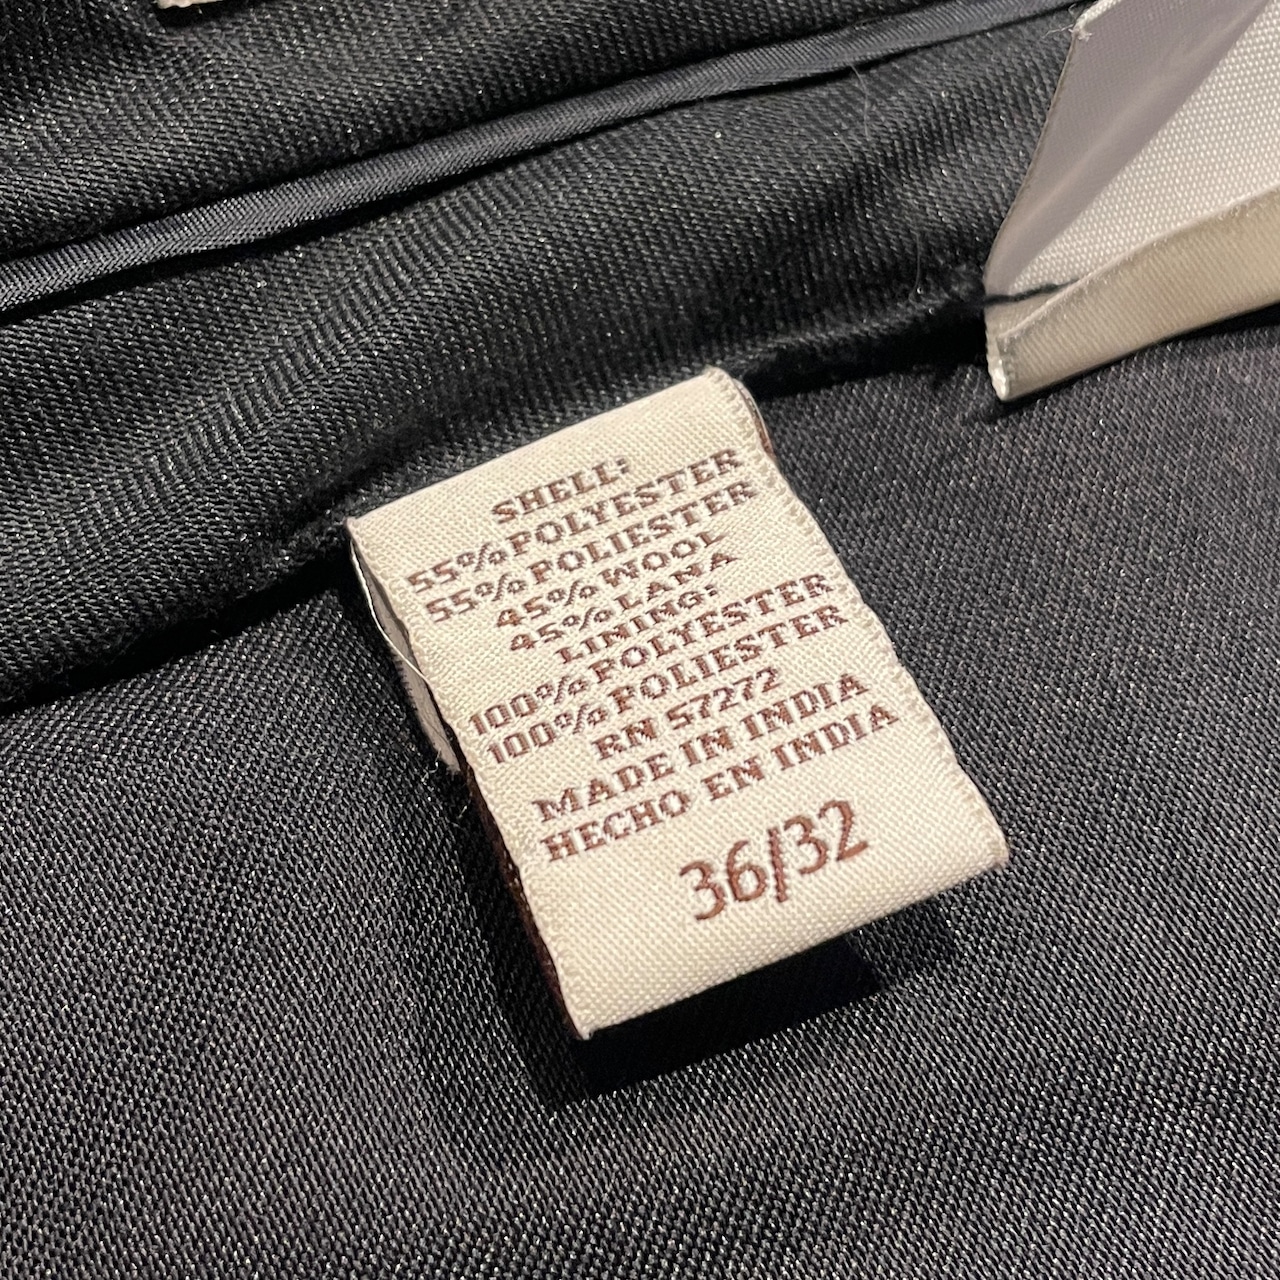 SHELL:
55% POLYESTER
55% POLIESTER
45% WOOL
45% LANA
LINING:
100% POLYESTER
100% POLIESTER
RN 57272
MADE IN INDIA
HECHO EN INDIA
36/32